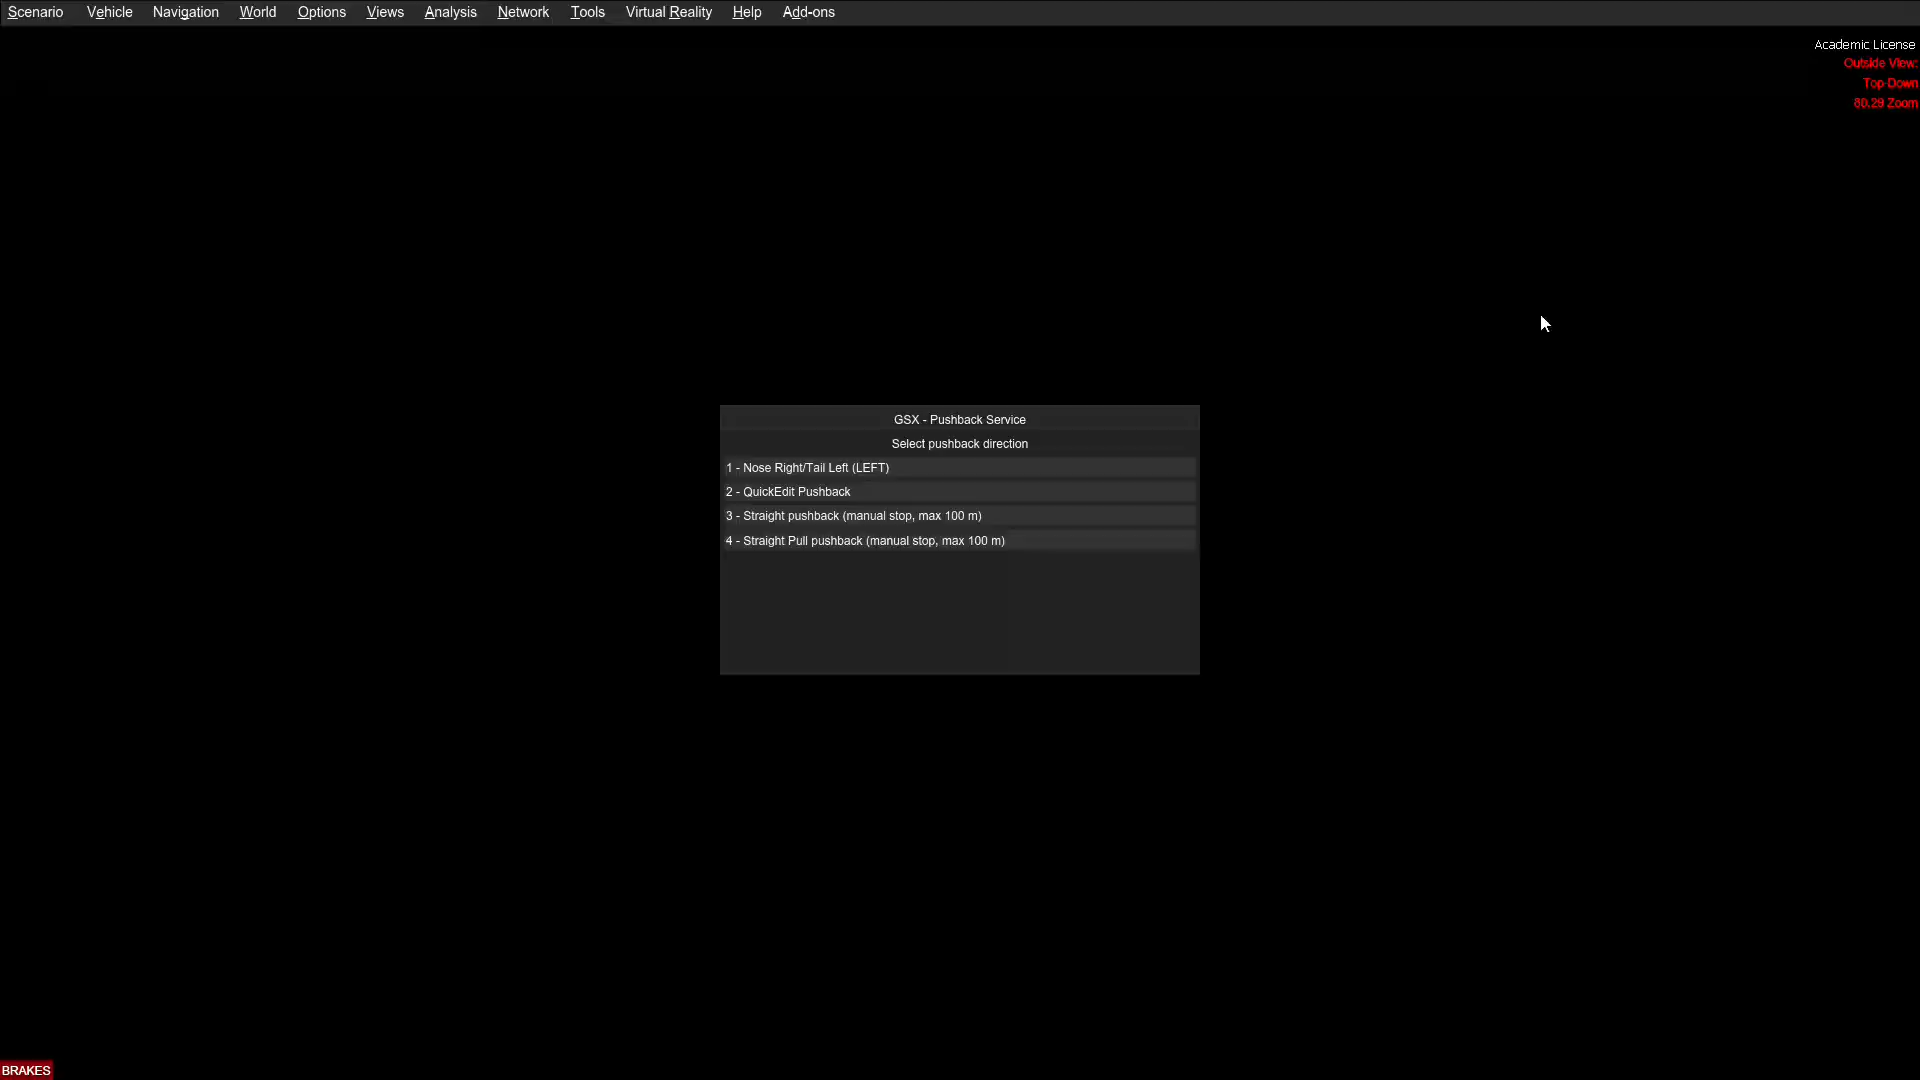 Scenario Vehicle Navigation World Options Views Analysis Network Tools Virtual Reality Help Add-ons
Academic License
Outside View:
Top-Down
80.29 Zoom
GSX - Pushback Service
Select pushback direction
1 - Nose Right/Tail Left (LEFT)
2 - QuickEdit Pushback
3 - Straight pushback (manual stop, max 100 m)
4 - Straight Pull pushback (manual stop, max 100 m)
BRAKES